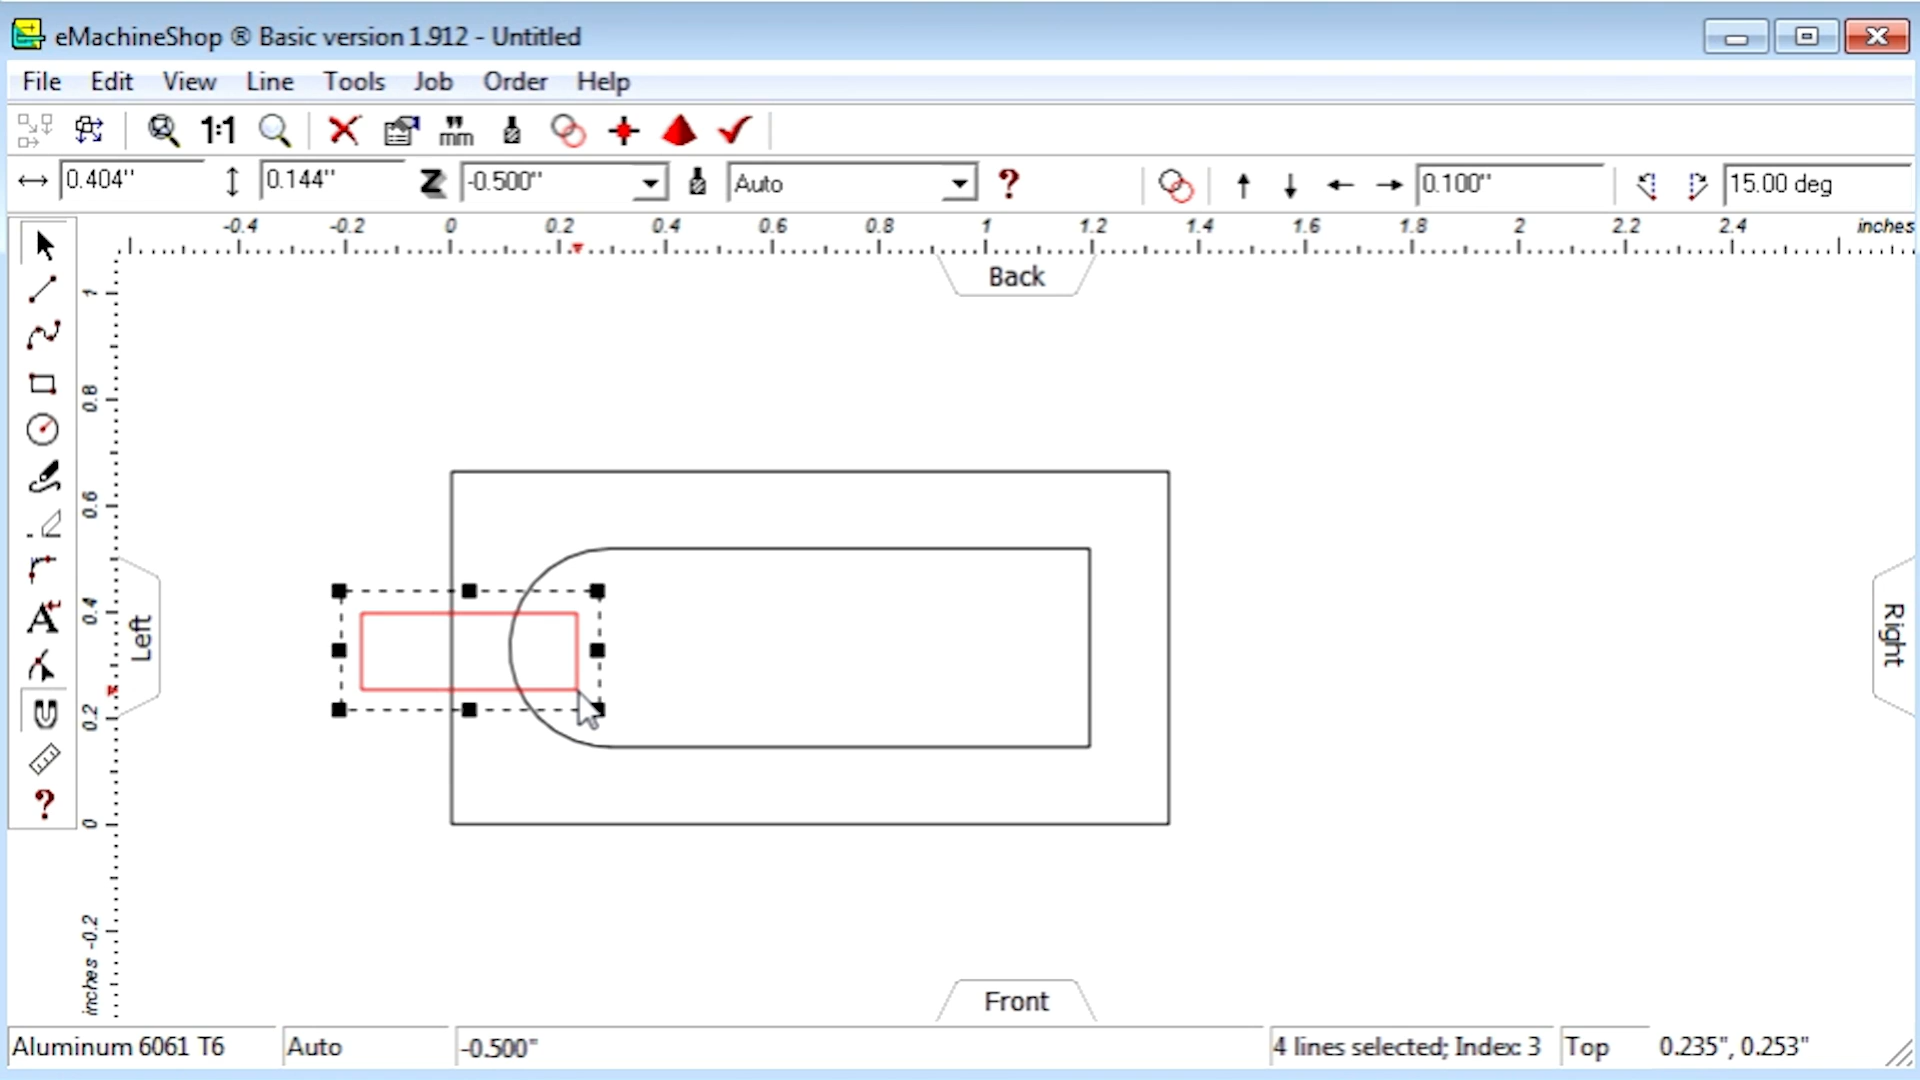 eMachineShop ® Basic version 1.912 - Untitled
File Edit View Line Tools Job Order Help
1:1 mm
0.404" 0.144" -0.500" Auto ? 0.100" 15.00 deg
-0.4 -0.2 0 0.2 0.4 0.6 0.8 1 1.2 1.4 1.6 1.8 2 2.2 2.4 inches
Back
1
0.8
0.6
0.4
Left
Right
0.2
A
?
0
-0.2
inches
Front
Aluminum 6061 T6 Auto -0.500" 4 lines selected; Index 3 Top 0.235", 0.253"